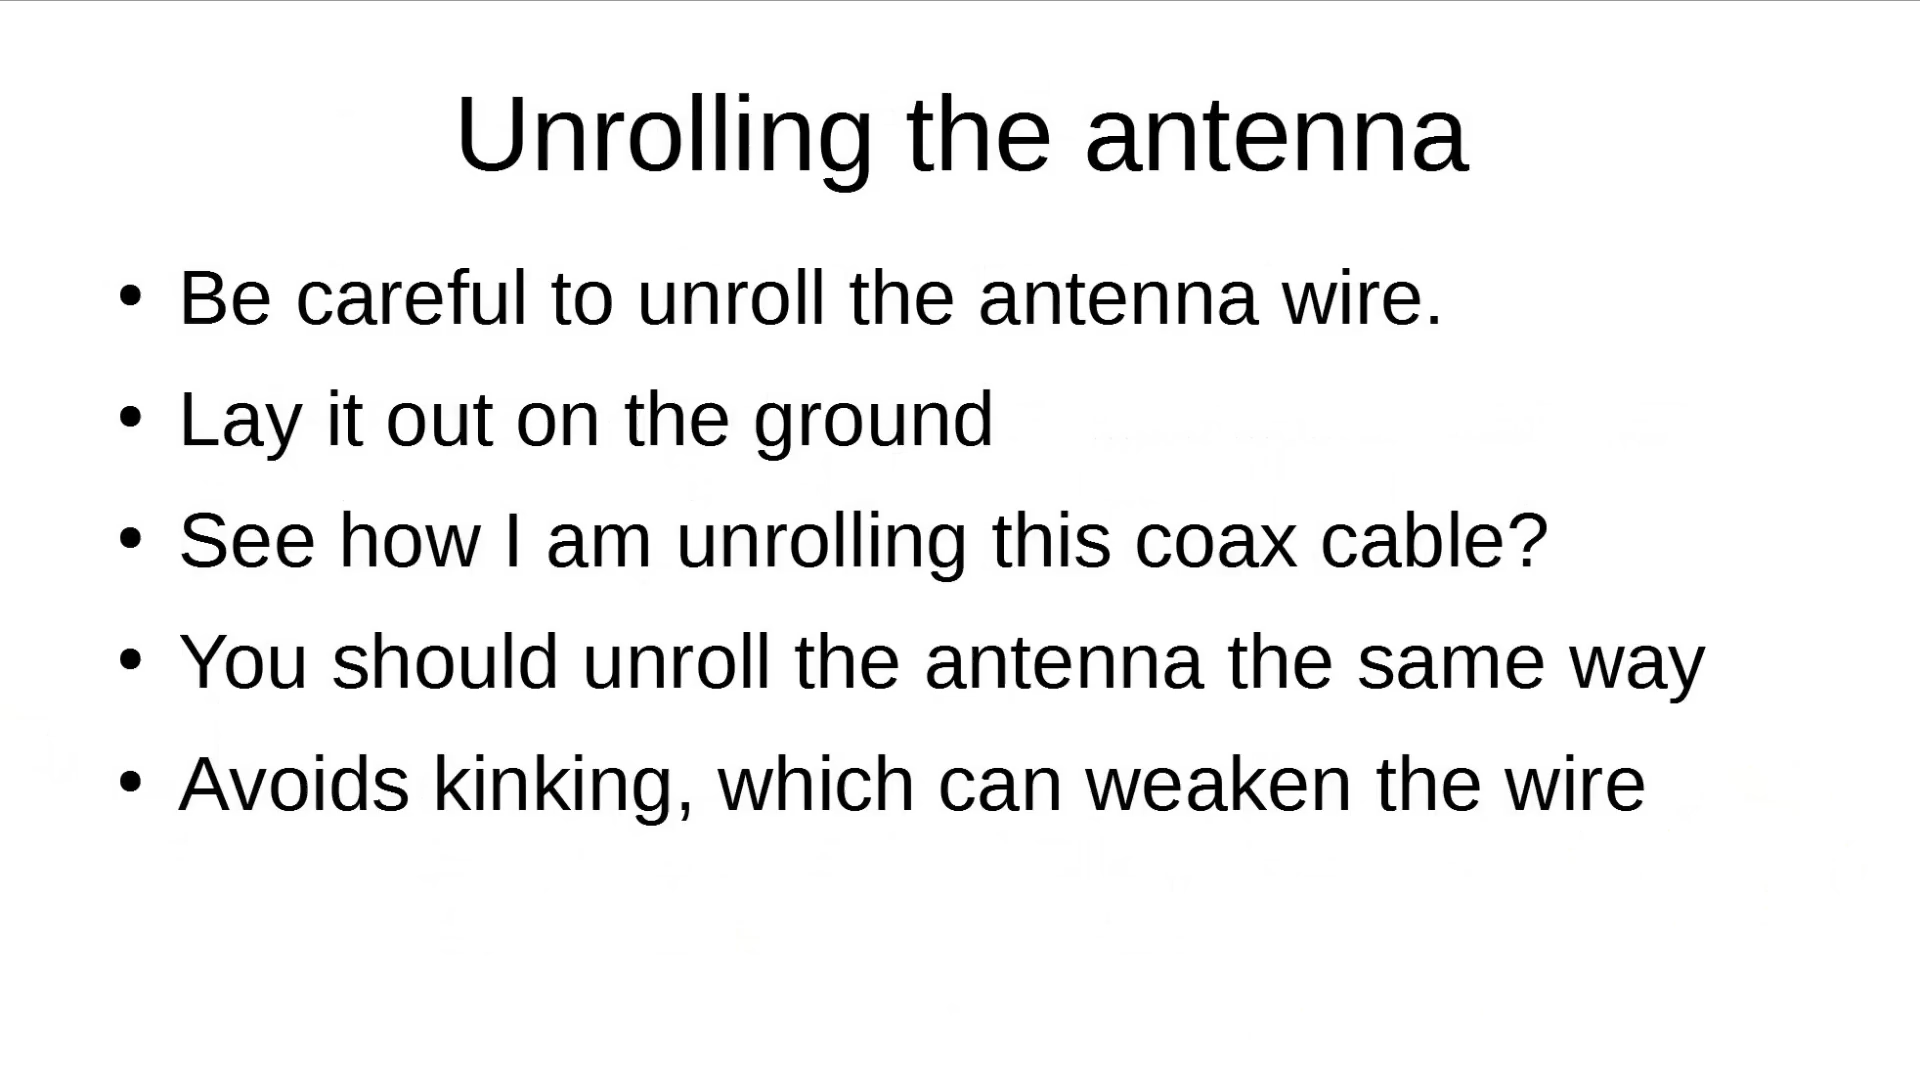 Unrolling the antenna
• Be careful to unroll the antenna wire.
• Lay it out on the ground
• See how I am unrolling this coax cable?
• You should unroll the antenna the same way
• Avoids kinking, which can weaken the wire